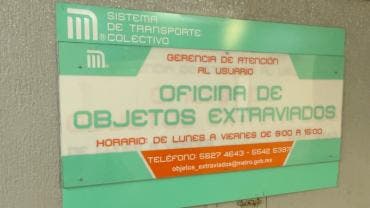 SISTEMA
DE TRANSPORTE
COLECTIVO
GERENCIA DE ATENCIÓN
AL USUARIO
OFICINA DE
OBJETOS EXTRAVIADOS
HORARIO: DE LUNES A VIERNES DE 9:00 A 15:00
TELÉFONO 5627 4643 - 5542 5397
objetos_extraviados@metro.gob.mx